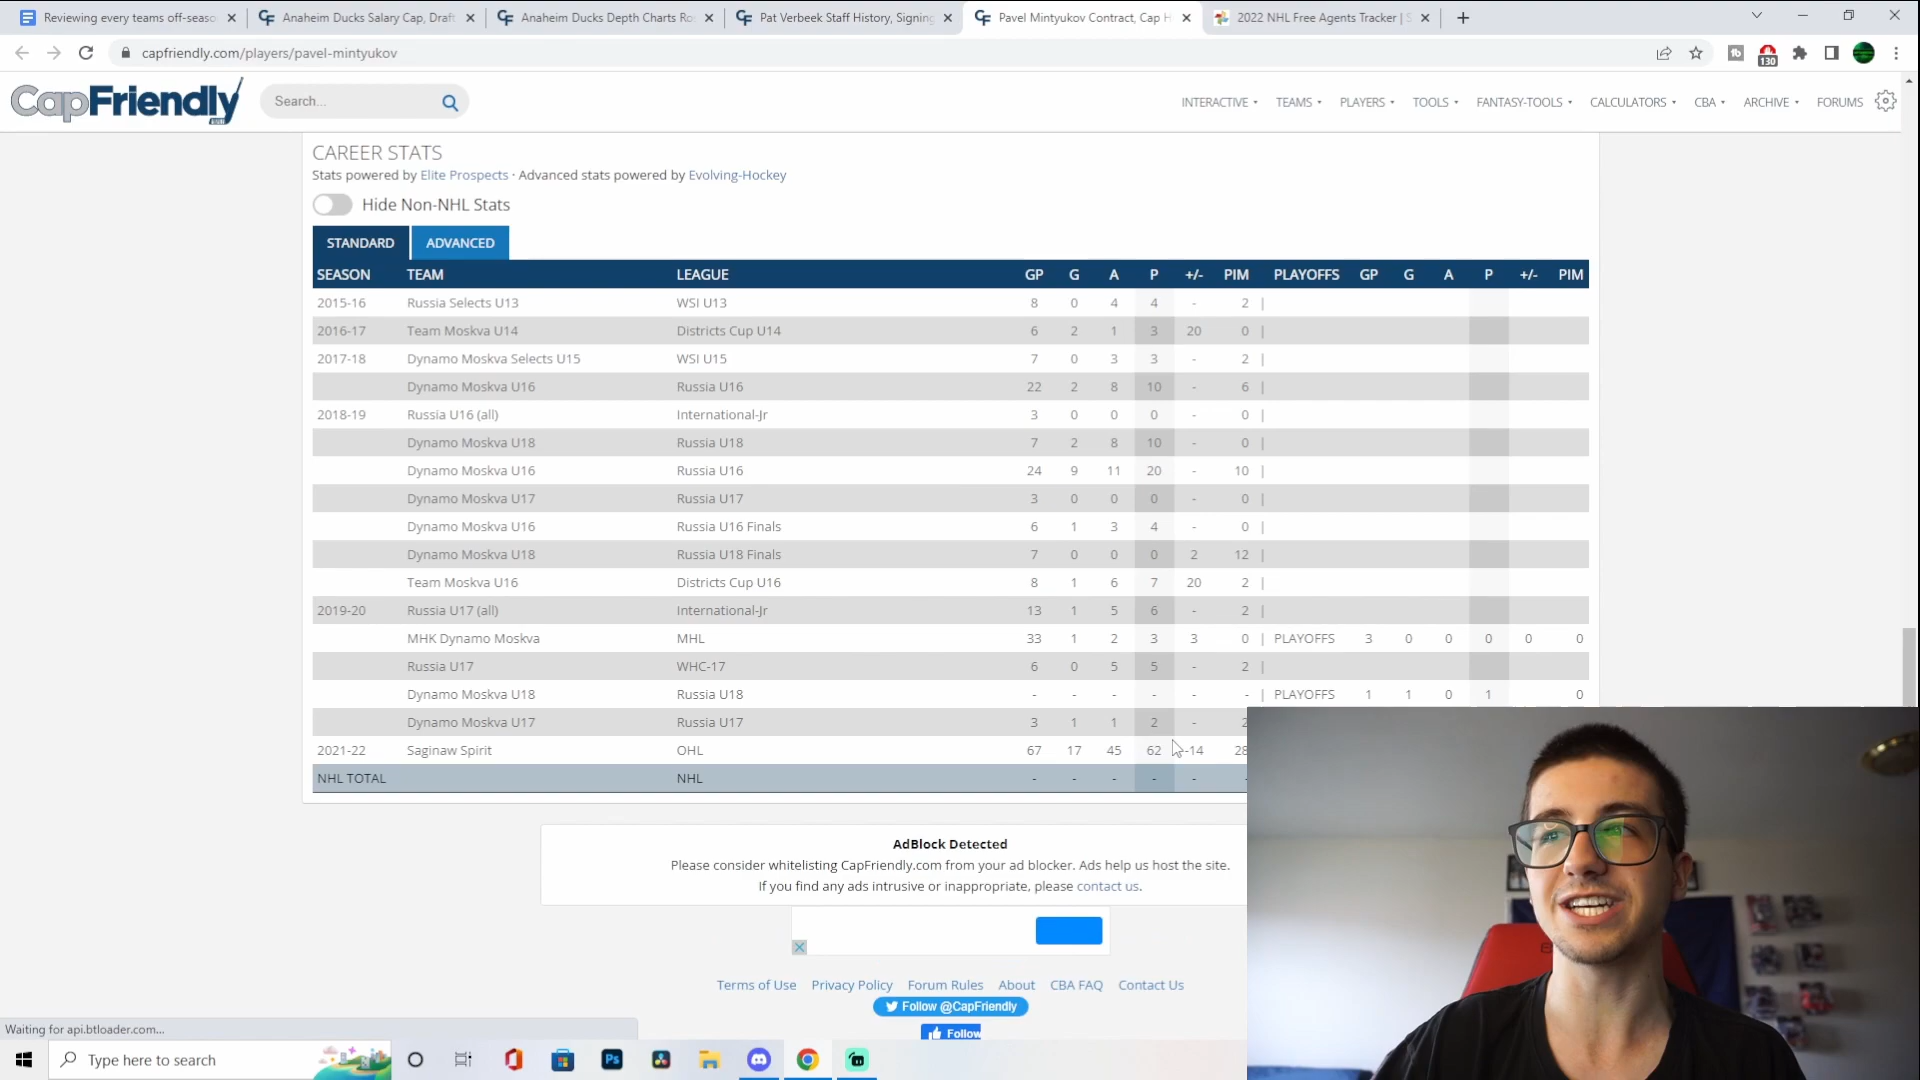 Reviewing every teams off-seaso
Anaheim Ducks Salary Cap, Draft
Anaheim Ducks Depth Charts Ro
Pat Verbeek Staff History, Signing
Pavel Mintyukov Contract, Cap H
2022 NHL Free Agents Tracker | S
capfriendly.com/players/pavel-mintyukov
130
CapFriendly
Search...
INTERACTIVE TEAMS PLAYERS TOOLS FANTASY-TOOLS CALCULATORS CBA ARCHIVE FORUMS
CAREER STATS
Stats powered by Elite Prospects · Advanced stats powered by Evolving-Hockey
Hide Non-NHL Stats
STANDARD ADVANCED
SEASON TEAM LEAGUE GP G A P +/- PIM PLAYOFFS GP G A P +/- PIM
2015-16 Russia Selects U13 WSI U13 8 0 4 4 - 2 |
2016-17 Team Moskva U14 Districts Cup U14 6 2 1 3 20 0 |
2017-18 Dynamo Moskva Selects U15 WSI U15 7 0 3 3 - 2 |
Dynamo Moskva U16 Russia U16 22 2 8 10 - 6 |
2018-19 Russia U16 (all) International-Jr 3 0 0 0 - 0 |
Dynamo Moskva U18 Russia U18 7 2 8 10 - 0 |
Dynamo Moskva U16 Russia U16 24 9 11 20 - 10 |
Dynamo Moskva U17 Russia U17 3 0 0 0 - 0 |
Dynamo Moskva U16 Russia U16 Finals 6 1 3 4 - 0 |
Dynamo Moskva U18 Russia U18 Finals 7 0 0 0 2 12 |
Team Moskva U16 Districts Cup U16 8 1 6 7 20 2 |
2019-20 Russia U17 (all) International-Jr 13 1 5 6 - 2 |
MHK Dynamo Moskva MHL 33 1 2 3 3 0 | PLAYOFFS 3 0 0 0 0 0
Russia U17 WHC-17 6 0 5 5 - 2 |
Dynamo Moskva U18 Russia U18 - - - - - - | PLAYOFFS 1 1 0 1 0
Dynamo Moskva U17 Russia U17 3 1 1 2 - 2
2021-22 Saginaw Spirit OHL 67 17 45 62 -14 28
NHL TOTAL NHL - - - - - -
AdBlock Detected
Please consider whitelisting CapFriendly.com from your ad blocker. Ads help us host the site.
If you find any ads intrusive or inappropriate, please contact us.
Terms of Use Privacy Policy Forum Rules About CBA FAQ Contact Us
Follow @CapFriendly
Follow
Waiting for api.btloader.com...
Type here to search
Ps